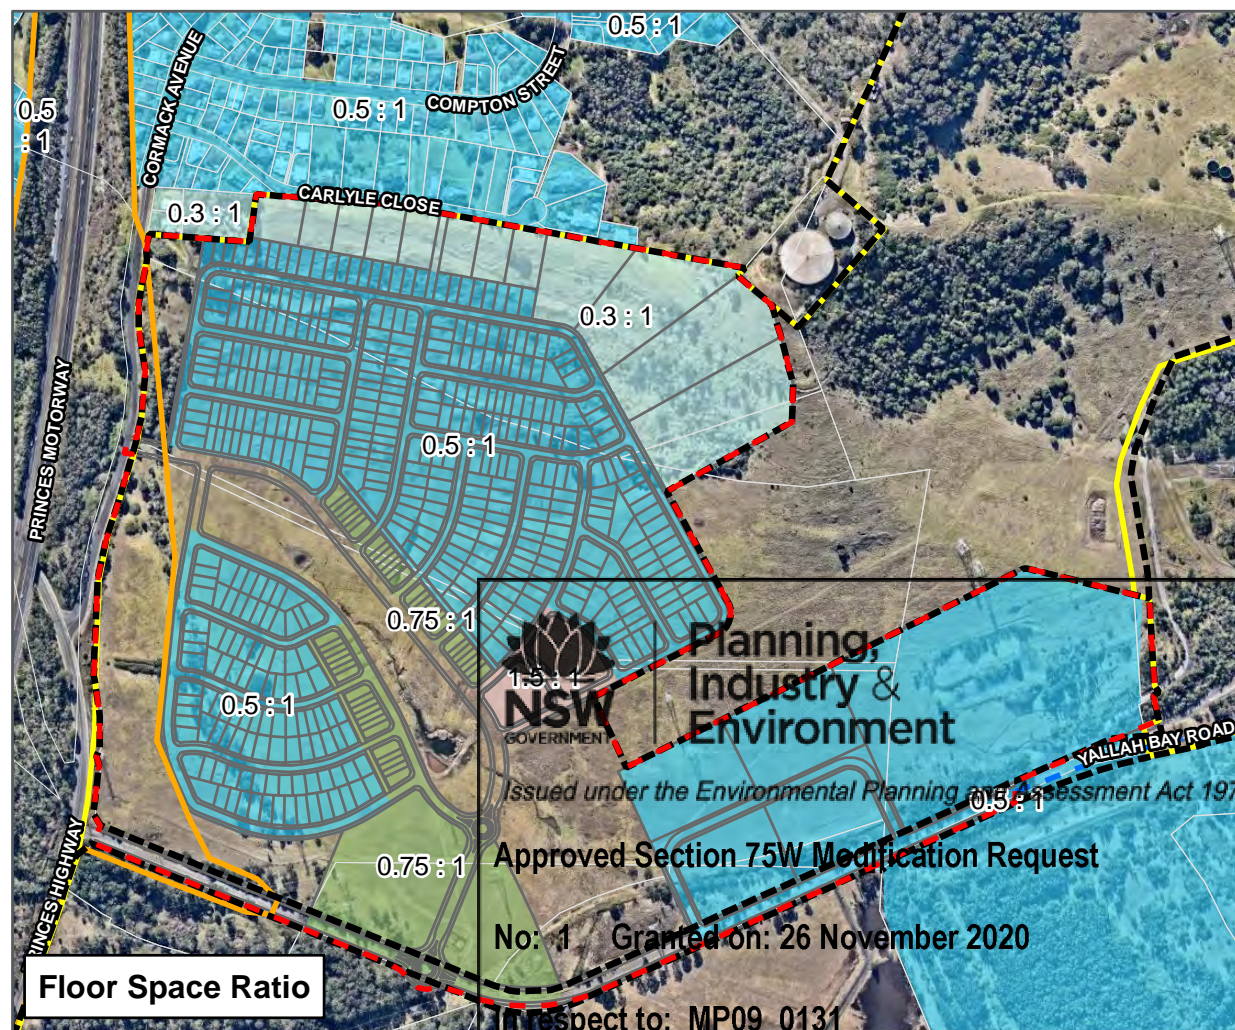 0.5 : 1
0.5
: 1
CORMACK AVENUE
0.5 : 1
COMPTON STREET
0.3 : 1
CARLYLE CLOSE
0.3 : 1
PRINCES MOTORWAY
0.5 : 1
0.75 : 1
1.5 : 1
0.5 : 1
NSW
GOVERNMENT
Planning,
Industry &
Environment
YALLAH BAY ROAD
Issued under the Environmental Planning and Assessment Act 197
0.5 : 1
Approved Section 75W Modification Request
0.75 : 1
No: 1 Granted on: 26 November 2020
RINCES HIGHWAY
Floor Space Ratio
In respect to: MP09_0131